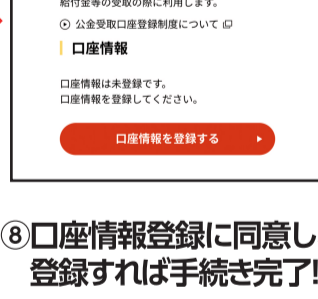 給付金等の受取の際に利用します。
公金受取口座登録制度について
口座情報
口座情報は未登録です。
口座情報を登録してください。
口座情報を登録する
⑧口座情報登録に同意し
登録すれば手続き完了!